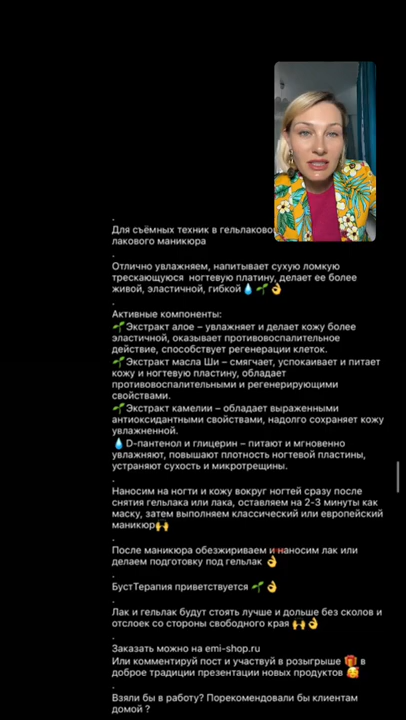 .
Для съёмных техник в гельлаково
лакового маникюра
.
Отлично увлажняем, напитывает сухую ломкую
трескающуюся ногтевую платину, делает ее более
живой, эластичной, гибкой💧🌱👌
.
Активные компоненты:
🌱Экстракт алое – увлажняет и делает кожу более
эластичной, оказывает противовоспалительное
действие, способствует регенерации клеток.
🌱Экстракт масла Ши – смягчает, успокаивает и питает
кожу и ногтевую пластину, обладает
противовоспалительными и регенерирующими
свойствами.
🌱Экстракт камелии – обладает выраженными
антиоксидантными свойствами, надолго сохраняет кожу
увлажненной.
💧D-пантенол и глицерин – питают и мгновенно
увлажняют, повышают плотность ногтевой пластины,
устраняют сухость и микротрещины.
.
Наносим на ногти и кожу вокруг ногтей сразу после
снятия гельлака или лака, оставляем на 2-3 минуты как
маску, затем выполняем классический или европейский
маникюр🙌
.
После маникюра обезжириваем и наносим лак или
делаем подготовку под гельлак 👌
.
БустТерапия приветствуется 🌱👌
.
Лак и гельлак будут стоять лучше и дольше без сколов и
отслоек со стороны свободного края 🙌👌
.
Заказать можно на emi-shop.ru
Или комментируй пост и участвуй в розыгрыше 🎁 в
доброе традиции презентации новых продуктов 🥰
.
Взяли бы в работу? Порекомендовали бы клиентам
домой ?